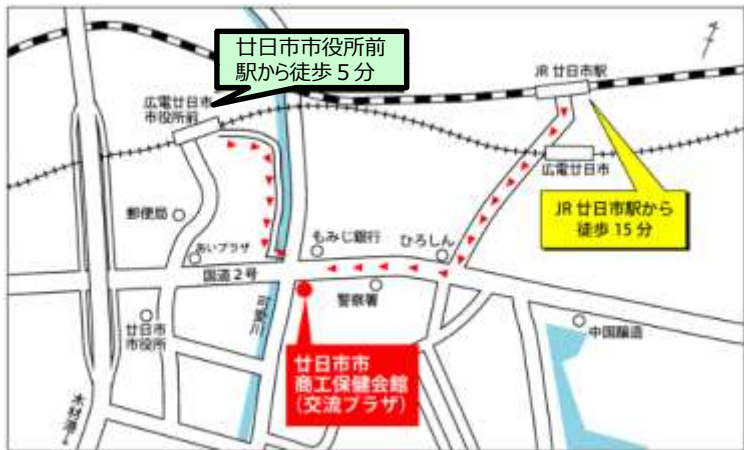 廿日市市役所前
駅から徒歩５分
JR 廿日市駅
広電廿日市
市役所前
広電廿日市
JR 廿日市駅から
徒歩 15 分
郵便局
あいプラザ
もみじ銀行
ひろしん
国道２号
警察署
可愛川
廿日市
市役所
中国醸造
廿日市市
商工保健会館
(交流プラザ)
木材港